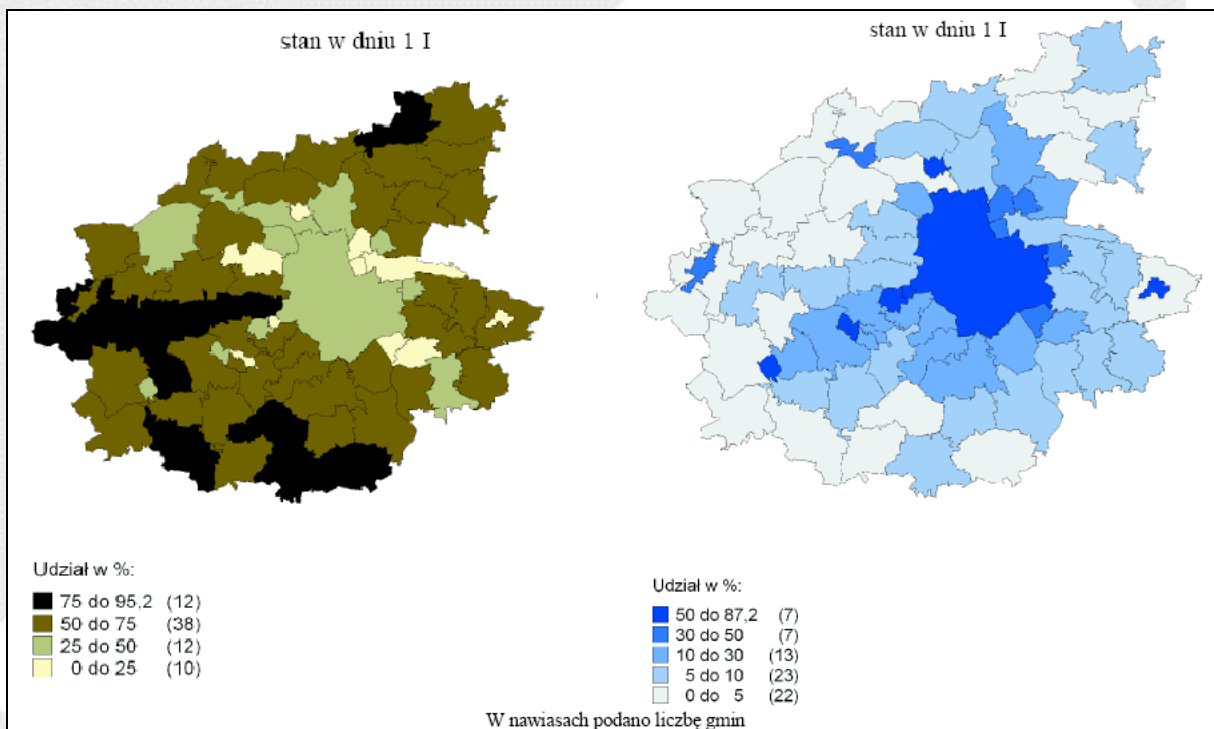 stan w dniu 1 I
stan w dniu 1 I
Udział w %:
75 do 95,2 (12)
50 do 75 (38)
25 do 50 (12)
0 do 25 (10)
Udział w %:
50 do 87,2 (7)
30 do 50 (7)
10 do 30 (13)
5 do 10 (23)
0 do 5 (22)
W nawiasach podano liczbę gmin